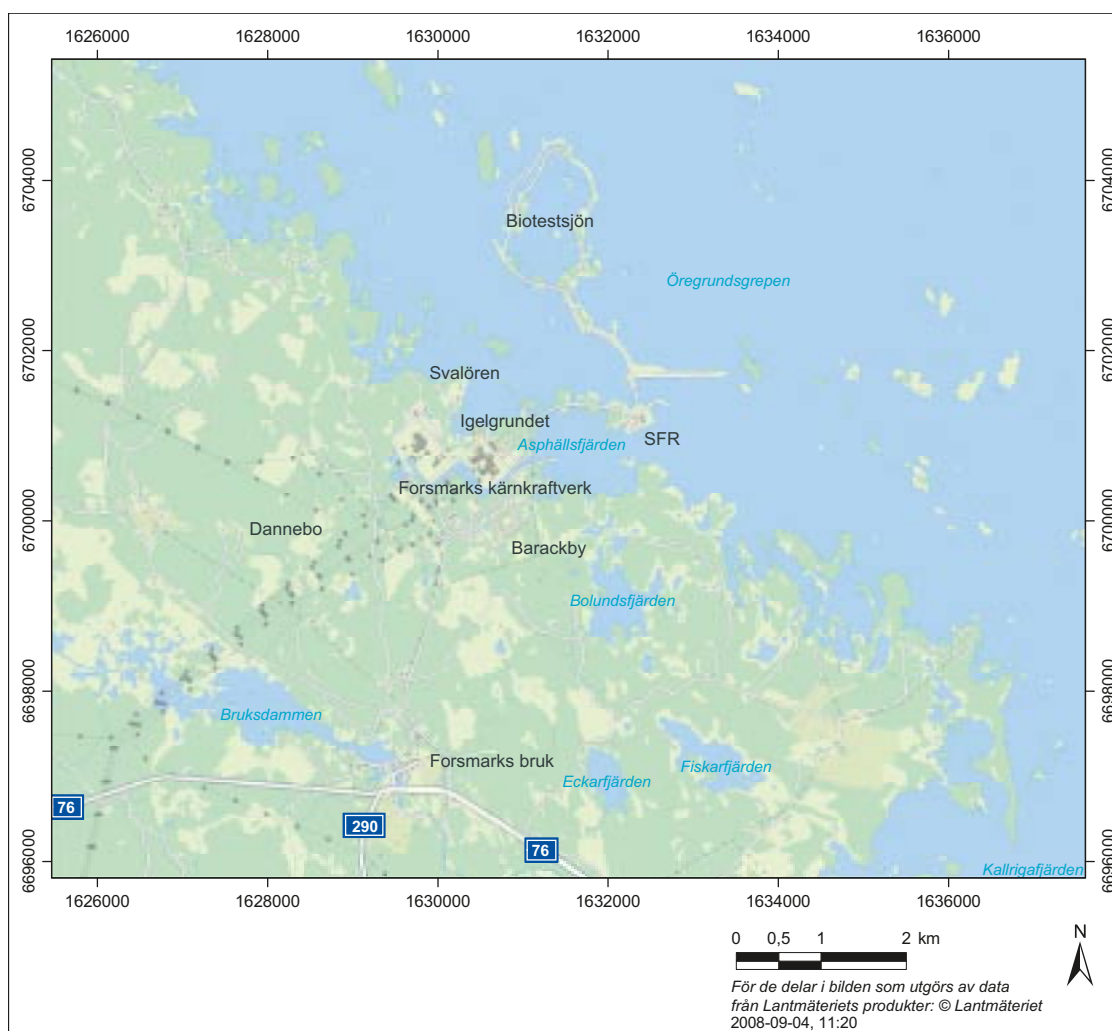 1626000 1628000 1630000 1632000 1634000 1636000
6704000 6704000
Biotestsjön
Öregrundsgrepen
6702000 6702000
Svalören
Igelgrundet
Asphällsfjärden SFR
Forsmarks kärnkraftverk
6700000 6700000
Dannebo
Barackby
Bolundsfjärden
6698000 6698000
Bruksdammen
Forsmarks bruk
Eckarfjärden Fiskarfjärden
76
290
76
6696000 6696000
Kallrigafjärden
1626000 1628000 1630000 1632000 1634000 1636000
0 0,5 1 2 km
N
För de delar i bilden som utgörs av data
från Lantmäteriets produkter: © Lantmäteriet
2008-09-04, 11:20